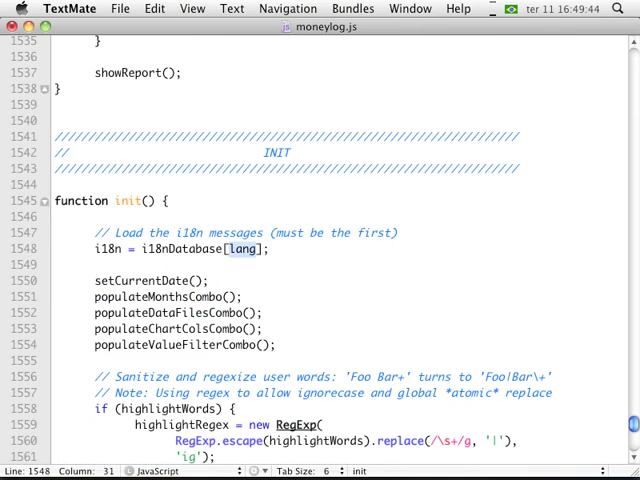 TextMate File Edit View Text Navigation Bundles Window Help ter 11 16:49:44
moneylog.js
1535 }
1536
1537 showReport();
1538 }
1539
1540
1541 /////////////////////////////////////////////////////////////////////
1542 // INIT
1543 /////////////////////////////////////////////////////////////////////
1544
1545 function init() {
1546
1547 // Load the i18n messages (must be the first)
1548 i18n = i18nDatabase[lang];
1549
1550 setCurrentDate();
1551 populateMonthsCombo();
1552 populateDataFilesCombo();
1553 populateChartColsCombo();
1554 populateValueFilterCombo();
1555
1556 // Sanitize and regexize user words: 'Foo Bar+' turns to 'Foo|Bar\+'
1557 // Note: Using regex to allow ignorecase and global *atomic* replace
1558 if (highlightWords) {
1559 highlightRegex = new RegExp(
1560 RegExp.escape(highlightWords).replace(/\s+/g, '|'),
1561 'ig');
Line: 1548 Column: 31 JavaScript Tab Size: 6 init